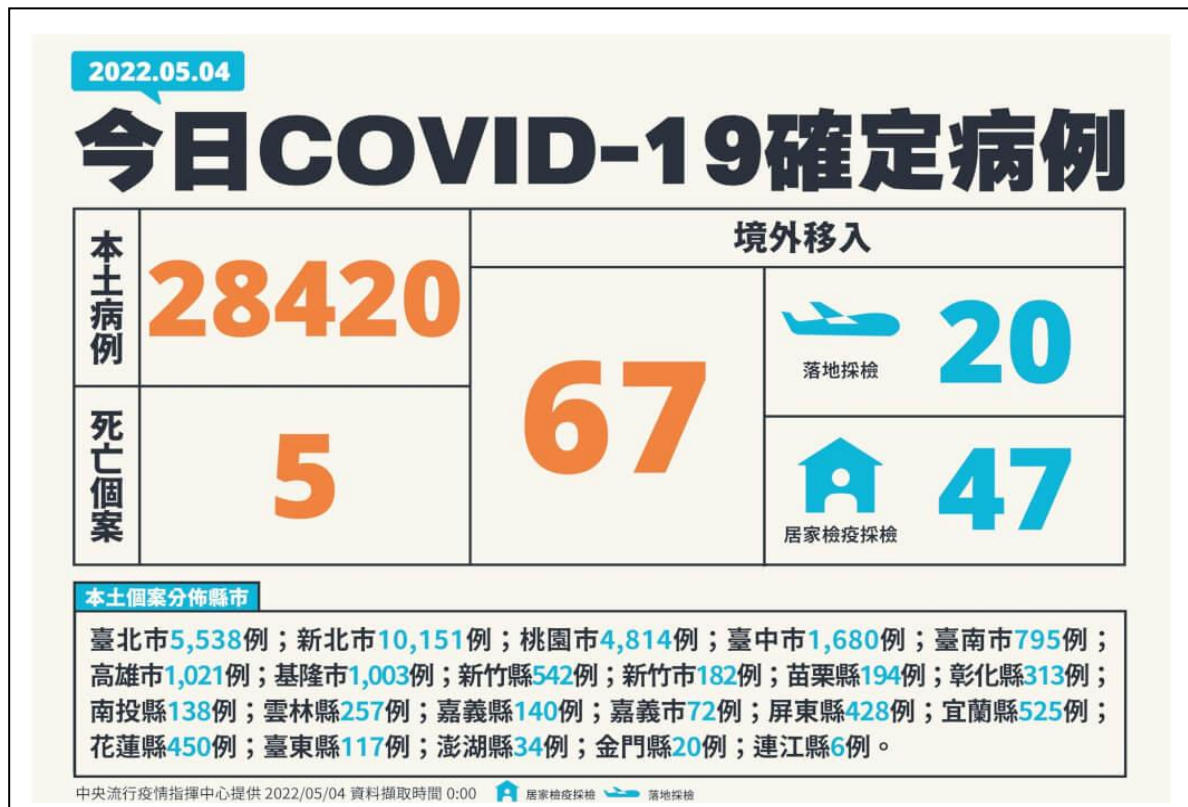 2022.05.04
今日COVID-19確定病例
本土病例
28420
境外移入
67
落地採檢
20
死亡個案
5
居家檢疫採檢
47
本土個案分佈縣市
臺北市5,538例；新北市10,151例；桃園市4,814例；臺中市1,680例；臺南市795例；
高雄市1,021例；基隆市1,003例；新竹縣542例；新竹市182例；苗栗縣194例；彰化縣313例；
南投縣138例；雲林縣257例；嘉義縣140例；嘉義市72例；屏東縣428例；宜蘭縣525例；
花蓮縣450例；臺東縣117例；澎湖縣34例；金門縣20例；連江縣6例。
中央流行疫情指揮中心提供 2022/05/04 資料擷取時間 0:00 居家檢疫採檢 落地採檢